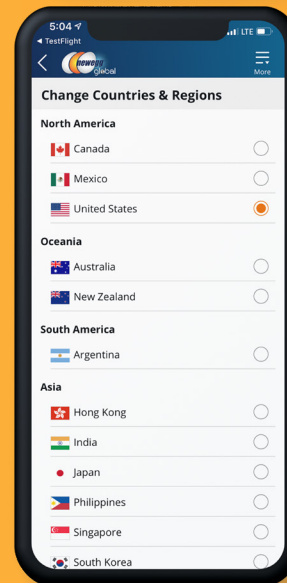 5:04
LTE
TestFlight
newegg
global
More
Change Countries & Regions
North America
Canada
Mexico
United States
Oceania
Australia
New Zealand
South America
Argentina
Asia
Hong Kong
India
Japan
Philippines
Singapore
South Korea